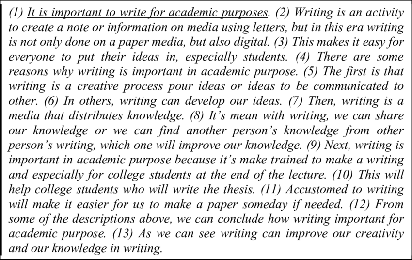 (1) It is important to write for academic purposes. (2) Writing is an activity
to create a note or information on media using letters, but in this era writing
is not only done on a paper media, but also digital. (3) This makes it easy for
everyone to put their ideas in, especially students. (4) There are some
reasons why writing is important in academic purpose. (5) The first is that
writing is a creative process pour ideas or ideas to be communicated to
other. (6) In others, writing can develop our ideas. (7) Then, writing is a
media that distributes knowledge. (8) It's mean with writing, we can share
our knowledge or we can find another person's knowledge from other
person's writing, which one will improve our knowledge. (9) Next, writing is
important in academic purpose because it's make trained to make a writing
and especially for college students at the end of the lecture. (10) This will
help college students who will write the thesis. (11) Accustomed to writing
will make it easier for us to make a paper someday if needed. (12) From
some of the descriptions above, we can conclude how writing important for
academic purpose. (13) As we can see writing can improve our creativity
and our knowledge in writing.